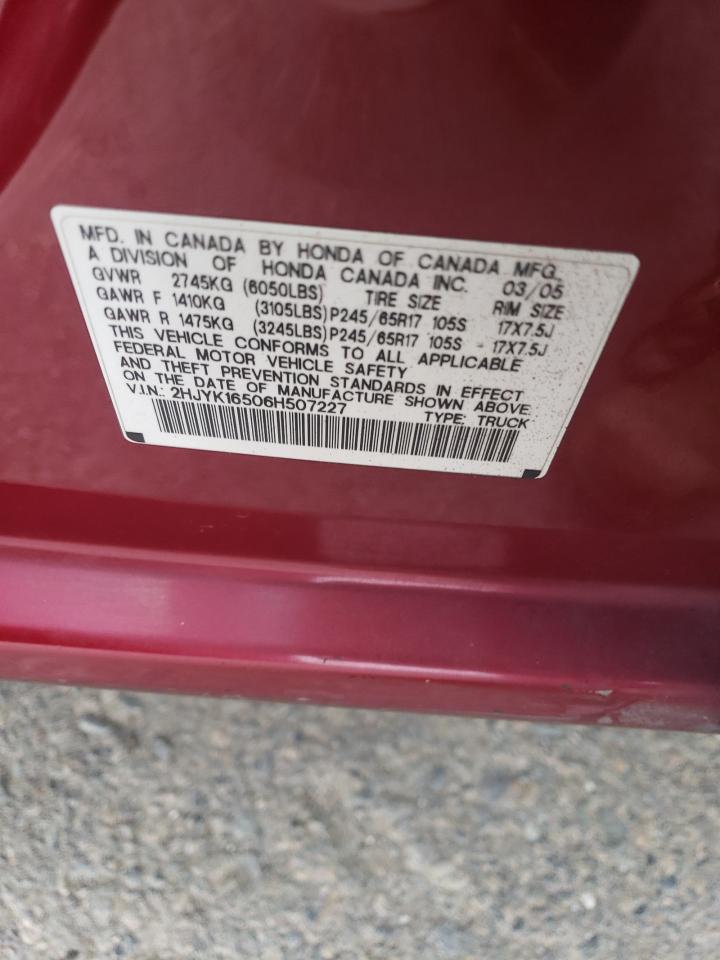 MFD. IN CANADA BY HONDA OF CANADA MFG.
A DIVISION OF HONDA CANADA INC. 03/05
GVWR 2745KG (6050LBS) TIRE SIZE RIM SIZE
GAWR F 1410KG (3105LBS) P245/65R17 105S 17X7.5J
GAWR R 1475KG (3245LBS) P245/65R17 105S - 17X7.5J
THIS VEHICLE CONFORMS TO ALL APPLICABLE
FEDERAL MOTOR VEHICLE SAFETY
AND THEFT PREVENTION STANDARDS IN EFFECT
ON THE DATE OF MANUFACTURE SHOWN ABOVE.
V.I.N.: 2HJYK16506H507227 TYPE: TRUCK